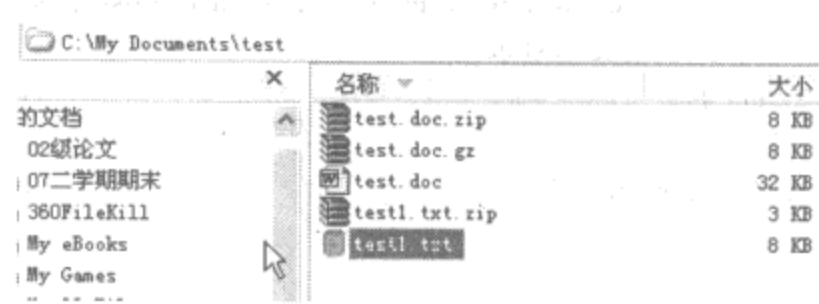 C:\My Documents\test
名称 大小
的文档
02级论文
07二学期期末
360FileKill
My eBooks
My Games
test.doc.zip 8 KB
test.doc.gz 8 KB
test.doc 32 KB
test1.txt.zip 3 KB
test1.txt 8 KB